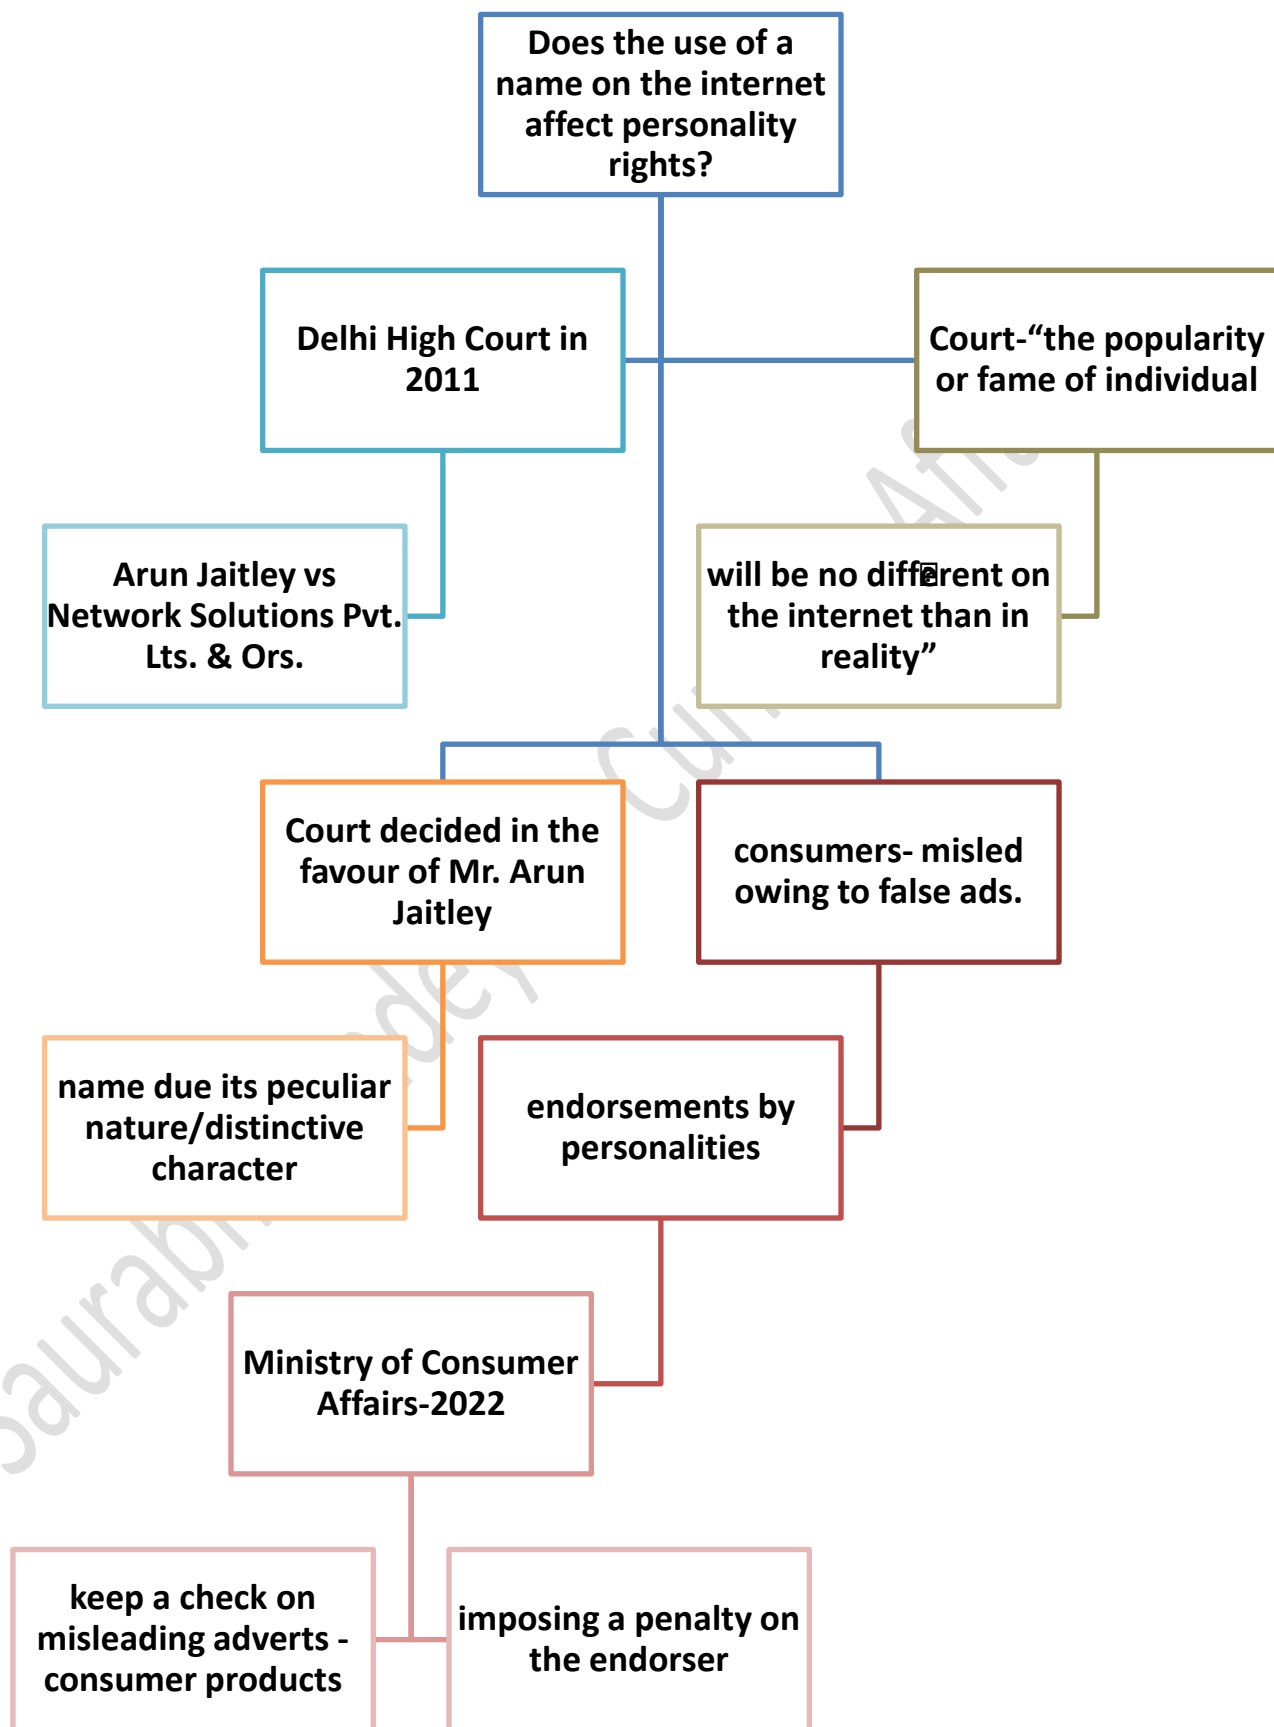 Does the use of a
name on the internet
affect personality
rights?
Delhi High Court in
2011
Court-“the popularity
or fame of individual
Arun Jaitley vs
Network Solutions Pvt.
Lts. & Ors.
will be no different on
the internet than in
reality”
Court decided in the
favour of Mr. Arun
Jaitley
consumers- misled
owing to false ads.
name due its peculiar
nature/distinctive
character
endorsements by
personalities
Ministry of Consumer
Affairs-2022
keep a check on
misleading adverts -
consumer products
imposing a penalty on
the endorser